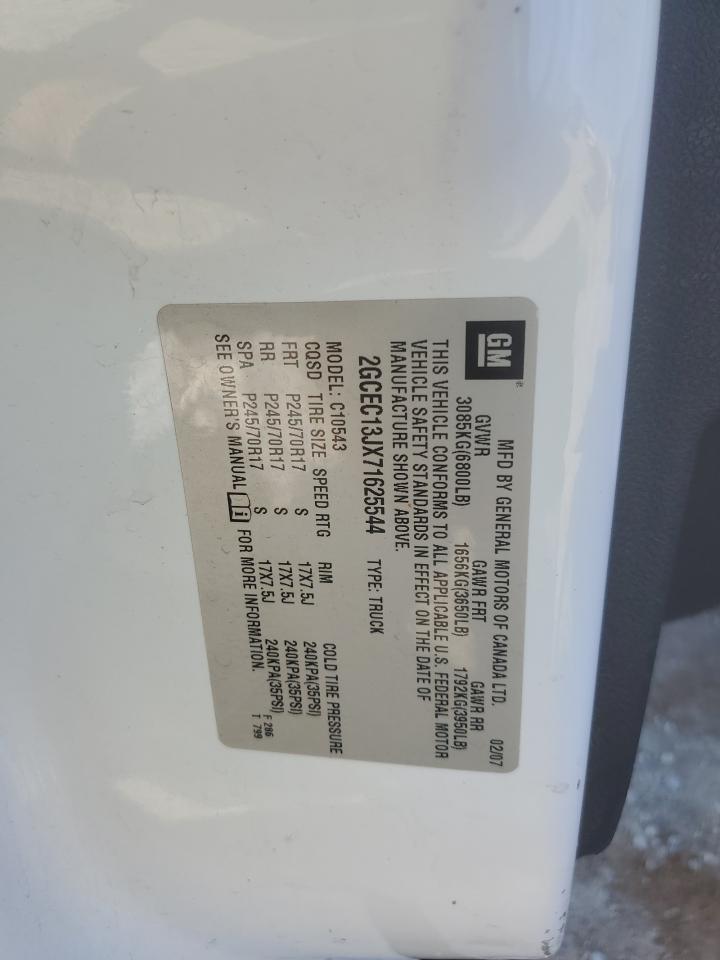 GM
MFD BY GENERAL MOTORS OF CANADA LTD. 02/07
GVWR GAWR FRT GAWR RR
3085KG(6800LB) 1656KG(3650LB) 1792KG(3950LB)
THIS VEHICLE CONFORMS TO ALL APPLICABLE U.S. FEDERAL MOTOR
VEHICLE SAFETY STANDARDS IN EFFECT ON THE DATE OF
MANUFACTURE SHOWN ABOVE.
2GCEC13JX71625544 TYPE: TRUCK
MODEL: C10543
CQSD TIRE SIZE SPEED RTG RIM COLD TIRE PRESSURE
FRT P245/70R17 S 17X7.5J 240KPA(35PSI)
RR P245/70R17 S 17X7.5J 240KPA(35PSI)
SPA P245/70R17 S 17X7.5J 240KPA(35PSI)
SEE OWNER'S MANUAL i FOR MORE INFORMATION.
F 286
T 799